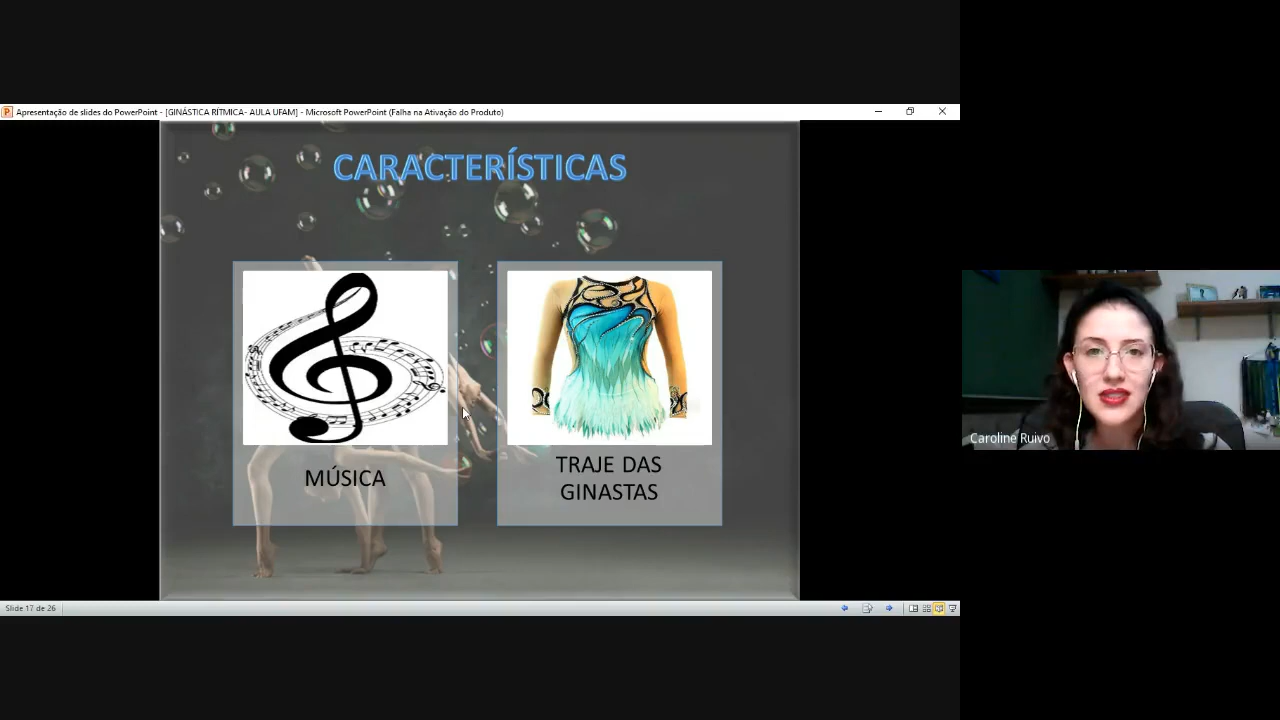 Apresentação de slides do PowerPoint - [GINÁSTICA RÍTMICA- AULA UFAM] - Microsoft PowerPoint (Falha na Ativação do Produto)
CARACTERÍSTICAS
MÚSICA
TRAJE DAS
GINASTAS
Caroline Ruivo
Slide 17 de 26